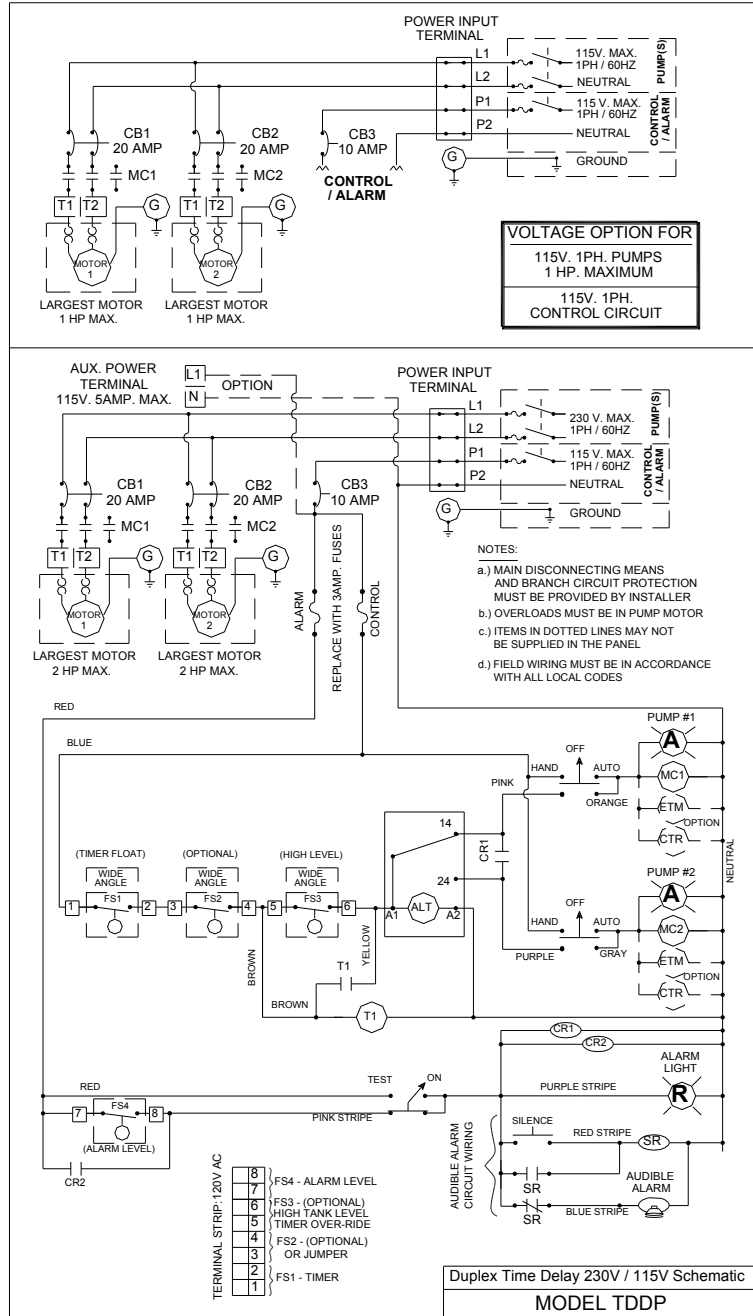 POWER INPUT
TERMINAL
L1
115V. MAX.
1PH / 60HZ
PUMP(S)
L2
NEUTRAL
P1
115 V. MAX.
1PH / 60HZ
CONTROL
/ ALARM
P2
NEUTRAL
G
GROUND
CB1
20 AMP
CB2
20 AMP
CB3
10 AMP
CONTROL
/ ALARM
MC1
MC2
T1
T2
G
T1
T2
G
MOTOR
1
MOTOR
2
LARGEST MOTOR
1 HP MAX.
LARGEST MOTOR
1 HP MAX.
VOLTAGE OPTION FOR
115V. 1PH. PUMPS
1 HP. MAXIMUM
115V. 1PH.
CONTROL CIRCUIT
AUX. POWER
TERMINAL
115V. 5AMP. MAX.
L1
N
OPTION
POWER INPUT
TERMINAL
L1
230 V. MAX.
1PH / 60HZ
PUMP(S)
L2
P1
115 V. MAX.
1PH / 60HZ
CONTROL
/ ALARM
P2
NEUTRAL
G
GROUND
CB1
20 AMP
CB2
20 AMP
CB3
10 AMP
MC1
MC2
T1
T2
G
T1
T2
G
MOTOR
1
MOTOR
2
LARGEST MOTOR
2 HP MAX.
LARGEST MOTOR
2 HP MAX.
ALARM
REPLACE WITH 3AMP. FUSES
CONTROL
NOTES:
a.) MAIN DISCONNECTING MEANS
AND BRANCH CIRCUIT PROTECTION
MUST BE PROVIDED BY INSTALLER
b.) OVERLOADS MUST BE IN PUMP MOTOR
c.) ITEMS IN DOTTED LINES MAY NOT
BE SUPPLIED IN THE PANEL
d.) FIELD WIRING MUST BE IN ACCORDANCE
WITH ALL LOCAL CODES
RED
BLUE
PUMP #1
A
OFF
HAND
AUTO
PINK
ORANGE
MC1
ETM
OPTION
CTR
NEUTRAL
14
CR1
24
A1
ALT
A2
(TIMER FLOAT)
(OPTIONAL)
(HIGH LEVEL)
WIDE
ANGLE
WIDE
ANGLE
WIDE
ANGLE
1
FS1
2
3
FS2
4
5
FS3
6
PUMP #2
A
OFF
HAND
AUTO
PURPLE
GRAY
MC2
ETM
OPTION
CTR
BROWN
YELLOW
T1
BROWN
T1
CR1
CR2
RED
TEST
ON
PURPLE STRIPE
ALARM
LIGHT
R
7
FS4
8
PINK STRIPE
(ALARM LEVEL)
CR2
AUDIBLE ALARM
CIRCUIT WIRING
SILENCE
RED STRIPE
SR
SR
AUDIBLE
ALARM
SR
BLUE STRIPE
TERMINAL STRIP: 120V AC
8
7
FS4 - ALARM LEVEL
6
5
FS3 - (OPTIONAL)
HIGH TANK LEVEL
TIMER OVER-RIDE
4
3
FS2 - (OPTIONAL)
OR JUMPER
2
1
FS1 - TIMER
Duplex Time Delay 230V / 115V Schematic
MODEL TDDP